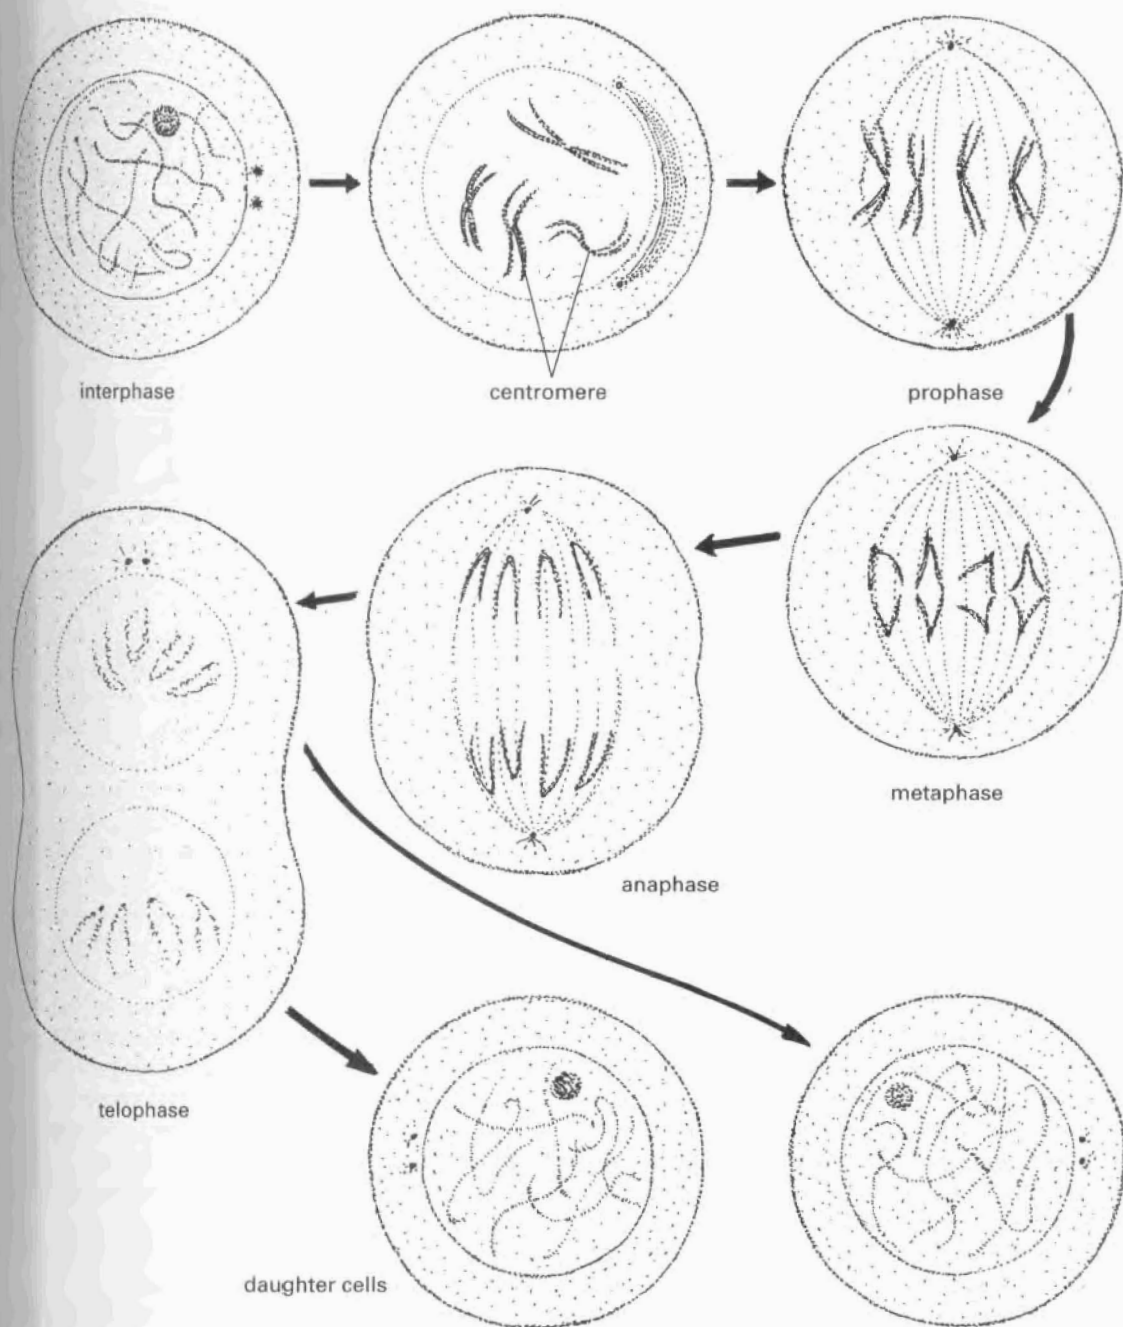 interphase
centromere
prophase
metaphase
anaphase
telophase
daughter cells